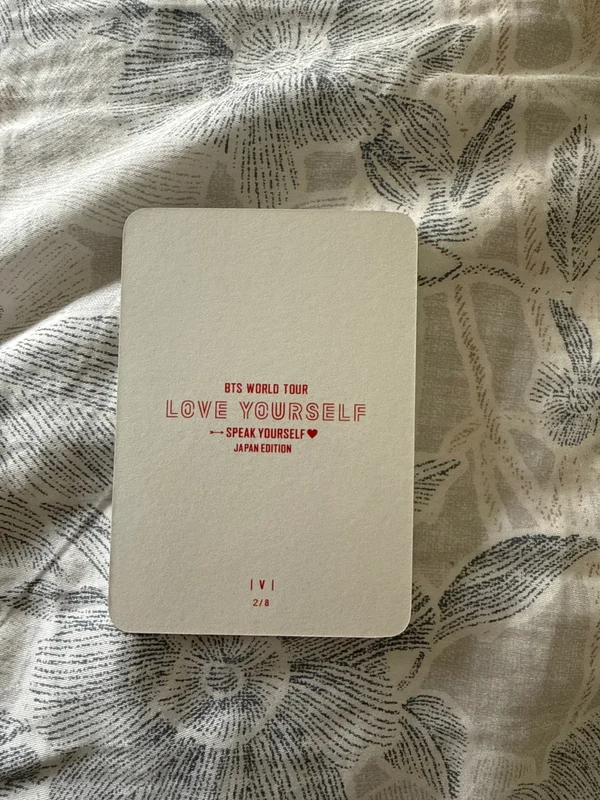 BTS WORLD TOUR
LOVE YOURSELF
SPEAK YOURSELF
JAPAN EDITION
| V |
2/8